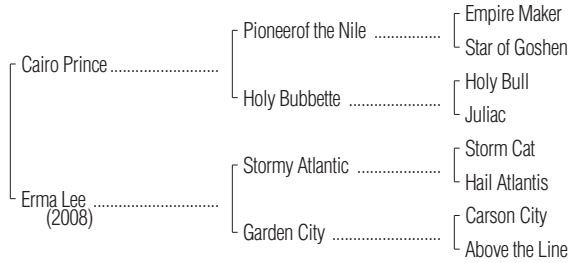 Empire Maker
Pioneerof the Nile ................
Star of Goshen
Cairo Prince ..........................
Holy Bull
Holy Bubbette ......................
Juliac
Storm Cat
Stormy Atlantic ....................
Hail Atlantis
Erma Lee ..............................
(2008)
Carson City
Garden City ..........................
Above the Line